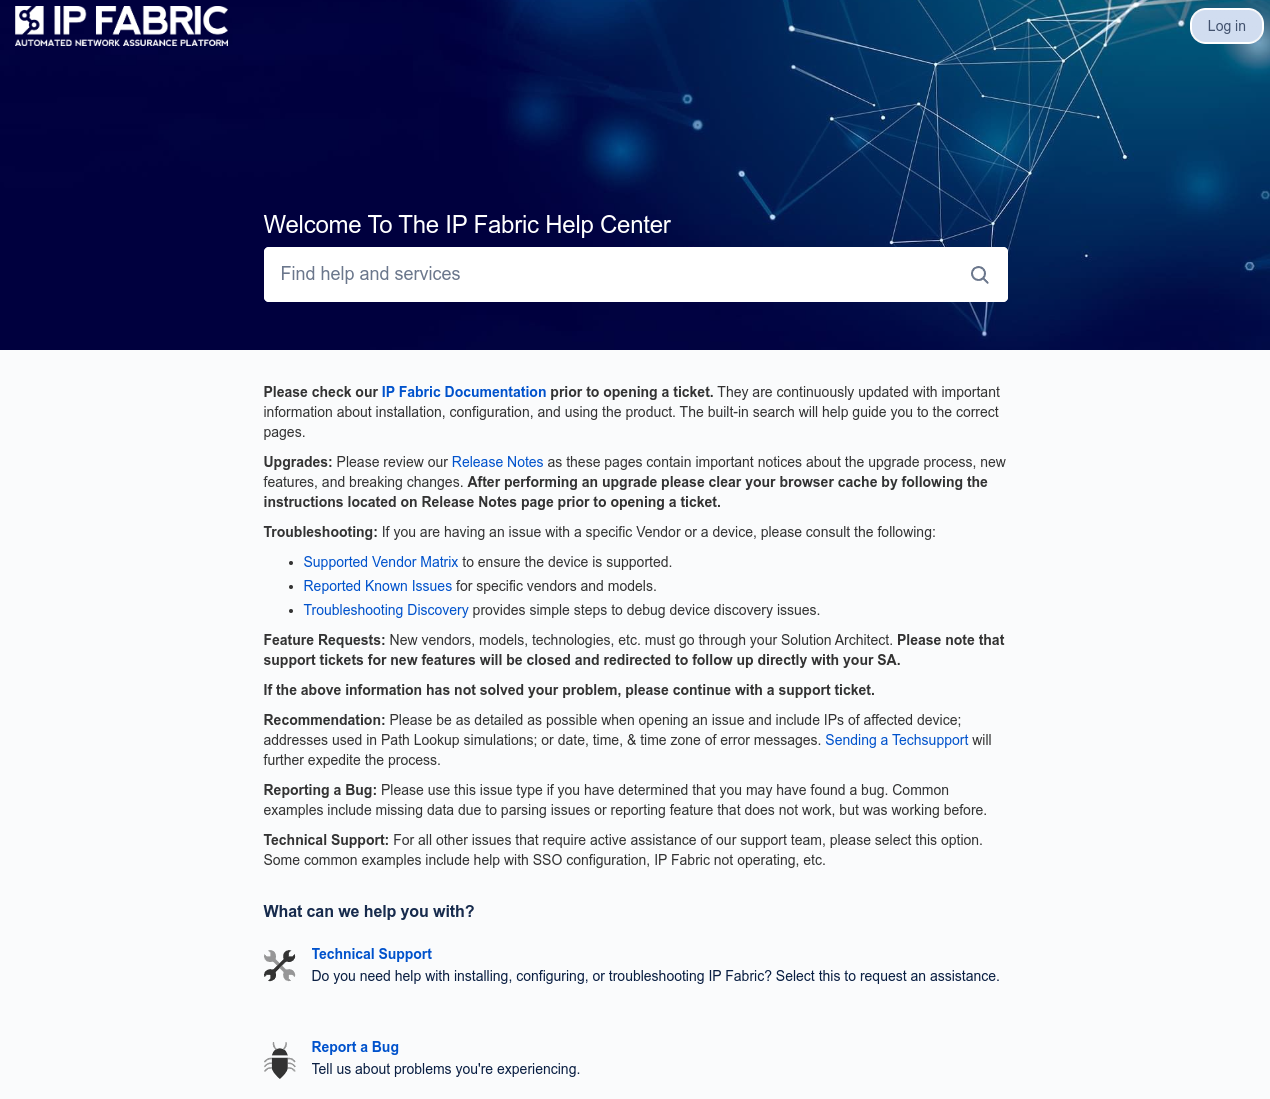 IP FABRIC
AUTOMATED NETWORK ASSURANCE PLATFORM
Log in
Welcome To The IP Fabric Help Center
Find help and services
Please check our IP Fabric Documentation prior to opening a ticket. They are continuously updated with important
information about installation, configuration, and using the product. The built-in search will help guide you to the correct
pages.
Upgrades: Please review our Release Notes as these pages contain important notices about the upgrade process, new
features, and breaking changes. After performing an upgrade please clear your browser cache by following the
instructions located on Release Notes page prior to opening a ticket.
Troubleshooting: If you are having an issue with a specific Vendor or a device, please consult the following:
• Supported Vendor Matrix to ensure the device is supported.
• Reported Known Issues for specific vendors and models.
• Troubleshooting Discovery provides simple steps to debug device discovery issues.
Feature Requests: New vendors, models, technologies, etc. must go through your Solution Architect. Please note that
support tickets for new features will be closed and redirected to follow up directly with your SA.
If the above information has not solved your problem, please continue with a support ticket.
Recommendation: Please be as detailed as possible when opening an issue and include IPs of affected device;
addresses used in Path Lookup simulations; or date, time, & time zone of error messages. Sending a Techsupport will
further expedite the process.
Reporting a Bug: Please use this issue type if you have determined that you may have found a bug. Common
examples include missing data due to parsing issues or reporting feature that does not work, but was working before.
Technical Support: For all other issues that require active assistance of our support team, please select this option.
Some common examples include help with SSO configuration, IP Fabric not operating, etc.
What can we help you with?
Technical Support
Do you need help with installing, configuring, or troubleshooting IP Fabric? Select this to request an assistance.
Report a Bug
Tell us about problems you're experiencing.